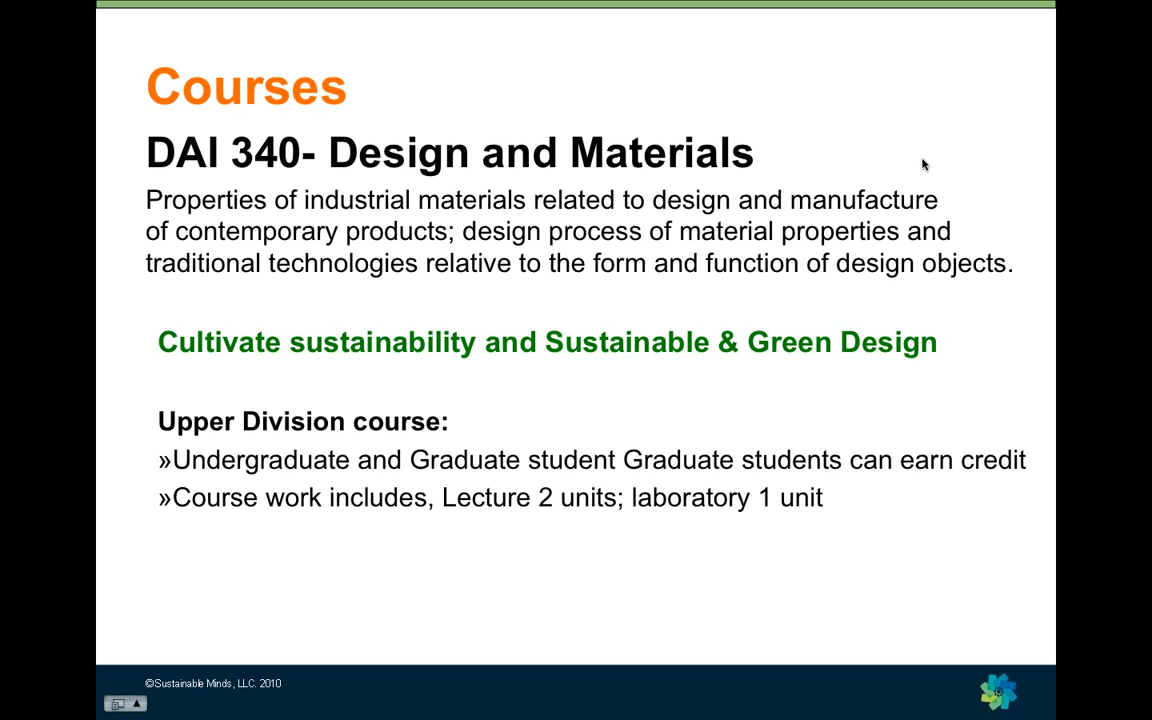 Courses
DAI 340- Design and Materials
Properties of industrial materials related to design and manufacture
of contemporary products; design process of material properties and
traditional technologies relative to the form and function of design objects.
Cultivate sustainability and Sustainable & Green Design
Upper Division course:
»Undergraduate and Graduate student Graduate students can earn credit
»Course work includes, Lecture 2 units; laboratory 1 unit
©Sustainable Minds, LLC. 2010